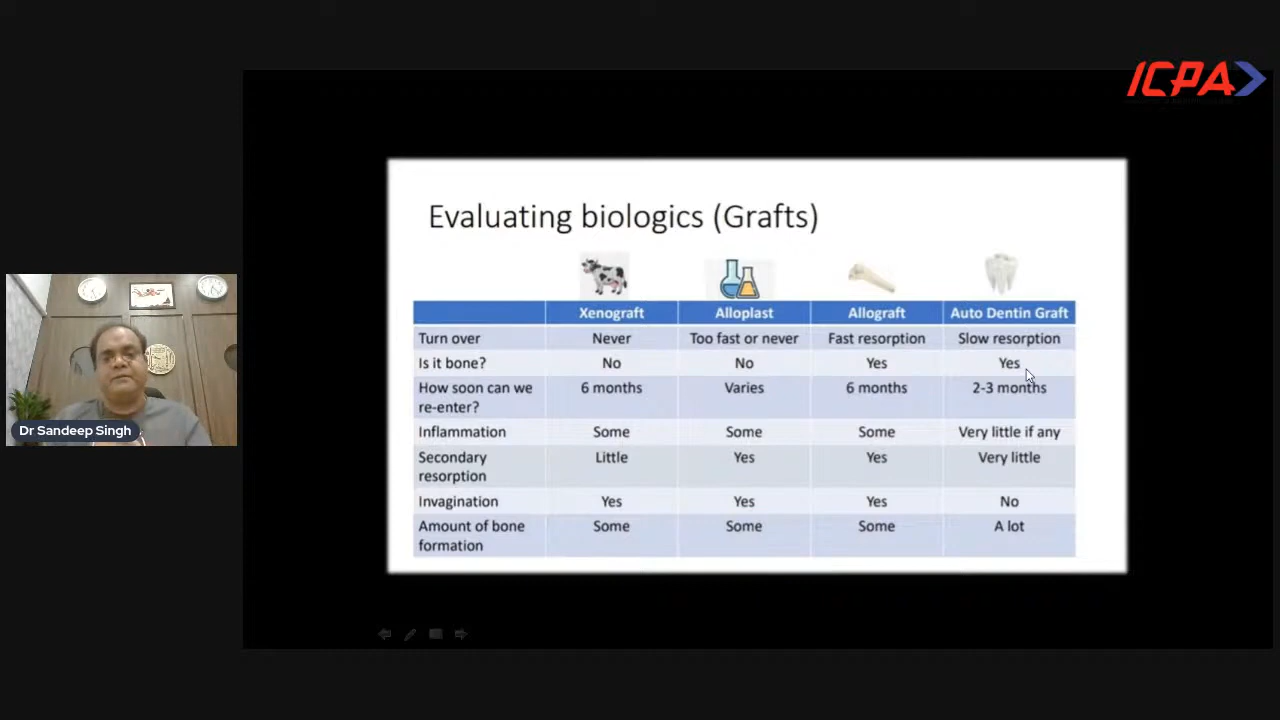 ICPA
Evaluating biologics (Grafts)
Xenograft Alloplast Allograft Auto Dentin Graft
Turn over Never Too fast or never Fast resorption Slow resorption
Is it bone? No No Yes Yes
How soon can we re-enter? 6 months Varies 6 months 2-3 months
Inflammation Some Some Some Very little if any
Secondary resorption Little Yes Yes Very little
Invagination Yes Yes Yes No
Amount of bone formation Some Some Some A lot
Dr Sandeep Singh